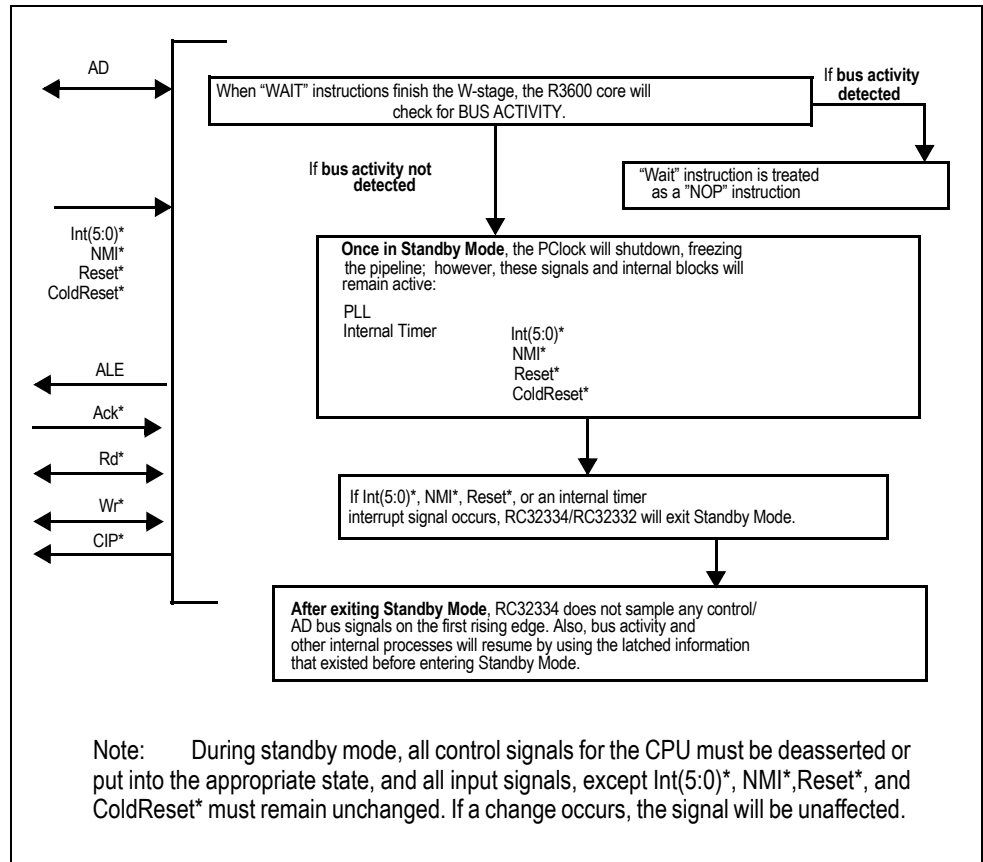 AD
When "WAIT" instructions finish the W-stage, the R3600 core will
check for BUS ACTIVITY.
If bus activity
detected
If bus activity not
detected
"Wait" instruction is treated
as a "NOP" instruction
Int(5:0)*
NMI*
Reset*
ColdReset*
Once in Standby Mode, the PClock will shutdown, freezing
the pipeline; however, these signals and internal blocks will
remain active:
PLL
Internal Timer
Int(5:0)*
NMI*
Reset*
ColdReset*
ALE
Ack*
Rd*
Wr*
CIP*
If Int(5:0)*, NMI*, Reset*, or an internal timer
interrupt signal occurs, RC32334/RC32332 will exit Standby Mode.
After exiting Standby Mode, RC32334 does not sample any control/
AD bus signals on the first rising edge. Also, bus activity and
other internal processes will resume by using the latched information
that existed before entering Standby Mode.
Note: During standby mode, all control signals for the CPU must be deasserted or
put into the appropriate state, and all input signals, except Int(5:0)*, NMI*,Reset*, and
ColdReset* must remain unchanged. If a change occurs, the signal will be unaffected.